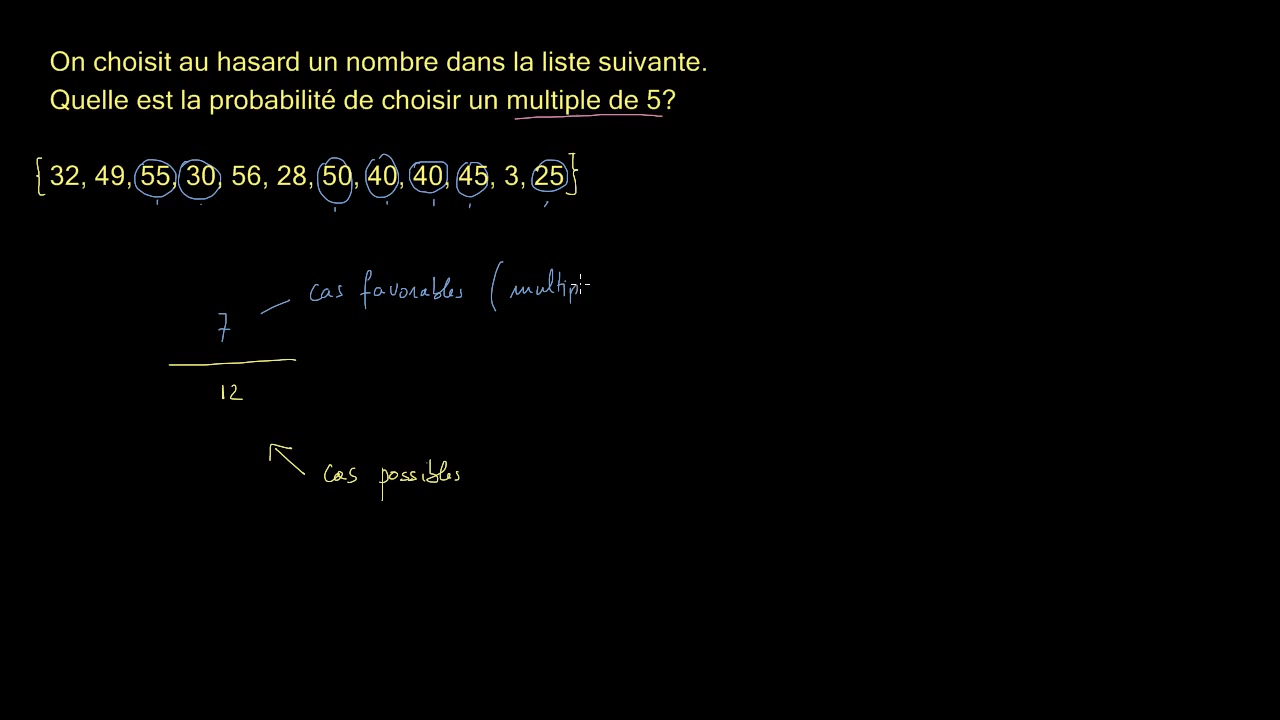 On choisit au hasard un nombre dans la liste suivante.
Quelle est la probabilité de choisir un multiple de 5?
{ 32, 49, 55, 30, 56, 28, 50, 40, 40, 45, 3, 25 }
cas favorables (multip
7
12
cas possibles